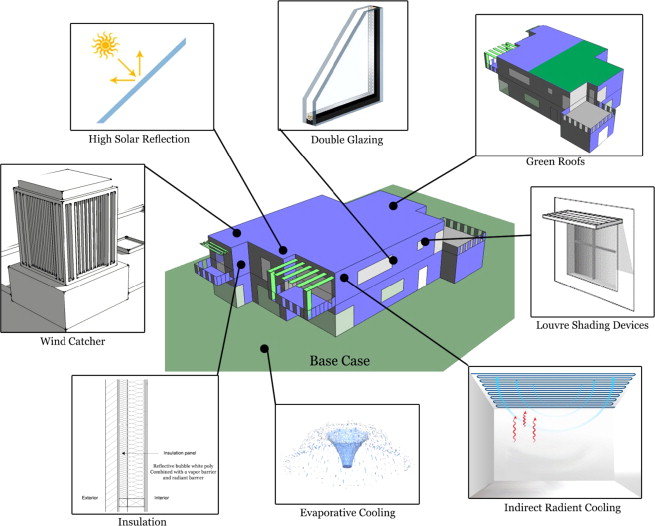 High Solar Reflection
Double Glazing
Green Roofs
Wind Catcher
Louvre Shading Devices
Base Case
Insulation panel
Reflective bubble white poly
Combined with a vaper barrier
and radiant barrier
Exterior
Interior
Insulation
Evaporative Cooling
Indirect Radient Cooling